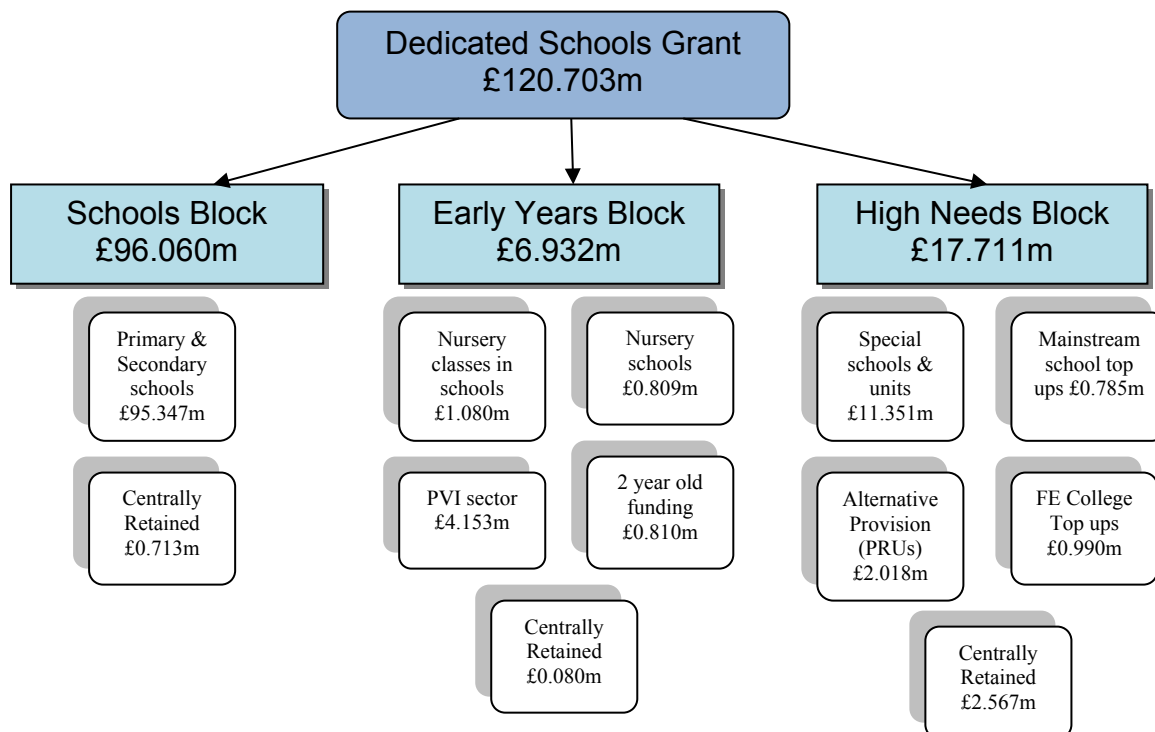 Dedicated Schools Grant
£120.703m
Schools Block
£96.060m
Early Years Block
£6.932m
High Needs Block
£17.711m
Primary &
Secondary
schools
£95.347m
Centrally
Retained
£0.713m
Nursery
classes in
schools
£1.080m
Nursery
schools
£0.809m
PVI sector
£4.153m
2 year old
funding
£0.810m
Centrally
Retained
£0.080m
Special
schools &
units
£11.351m
Mainstream
school top
ups £0.785m
Alternative
Provision
(PRUs)
£2.018m
FE College
Top ups
£0.990m
Centrally
Retained
£2.567m